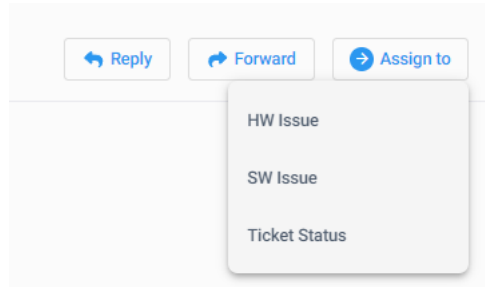 Reply Forward Assign to
HW Issue
SW Issue
Ticket Status